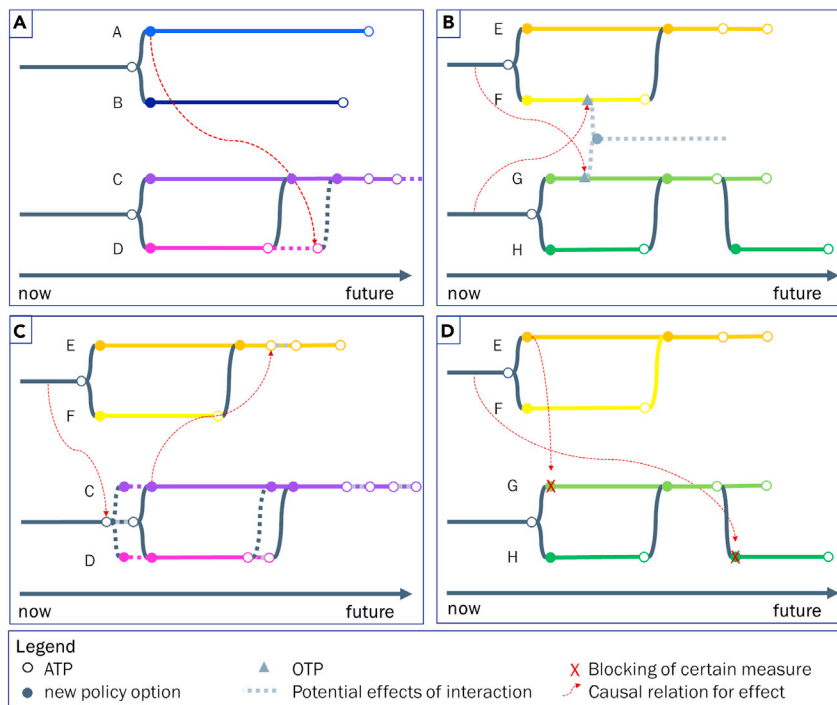 A
A
B
C
D
now future
B
E
F
G
H
now future
C
E
F
C
D
now future
D
E
F
G
H
now future
Legend
ATP
OTP
X Blocking of certain measure
new policy option
Potential effects of interaction
Causal relation for effect